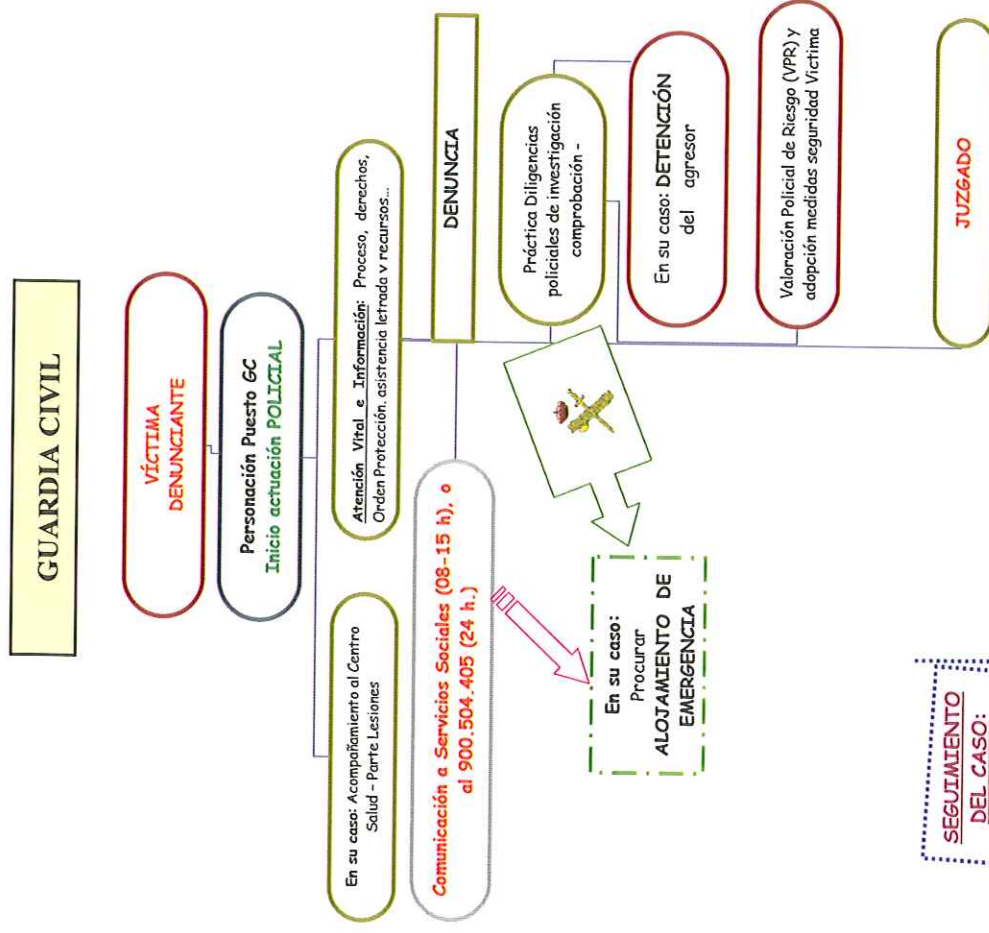 GUARDIA CIVIL
VÍCTIMA
DENUNCIANTE
Personación Puesto GC
Inicio actuación POLICIAL
En su caso: Acompañamiento al Centro
Salud – Parte Lesiones
Atención Vital e Información: Proceso, derechos,
Orden Protección. asistencia letrada y recursos...
Comunicación a Servicios Sociales (08-15 h), o
al 900.504.405 (24 h.)
DENUNCIA
En su caso:
Procurar
ALOJAMIENTO DE
EMERGENCIA
Práctica Diligencias
policiales de investigación
comprobación –
En su caso: DETENCIÓN
del agresor
Valoración Policial de Riesgo (VPR) y
adopción medidas seguridad Victima
SEGUIMIENTO
DEL CASO:
JUZGADO